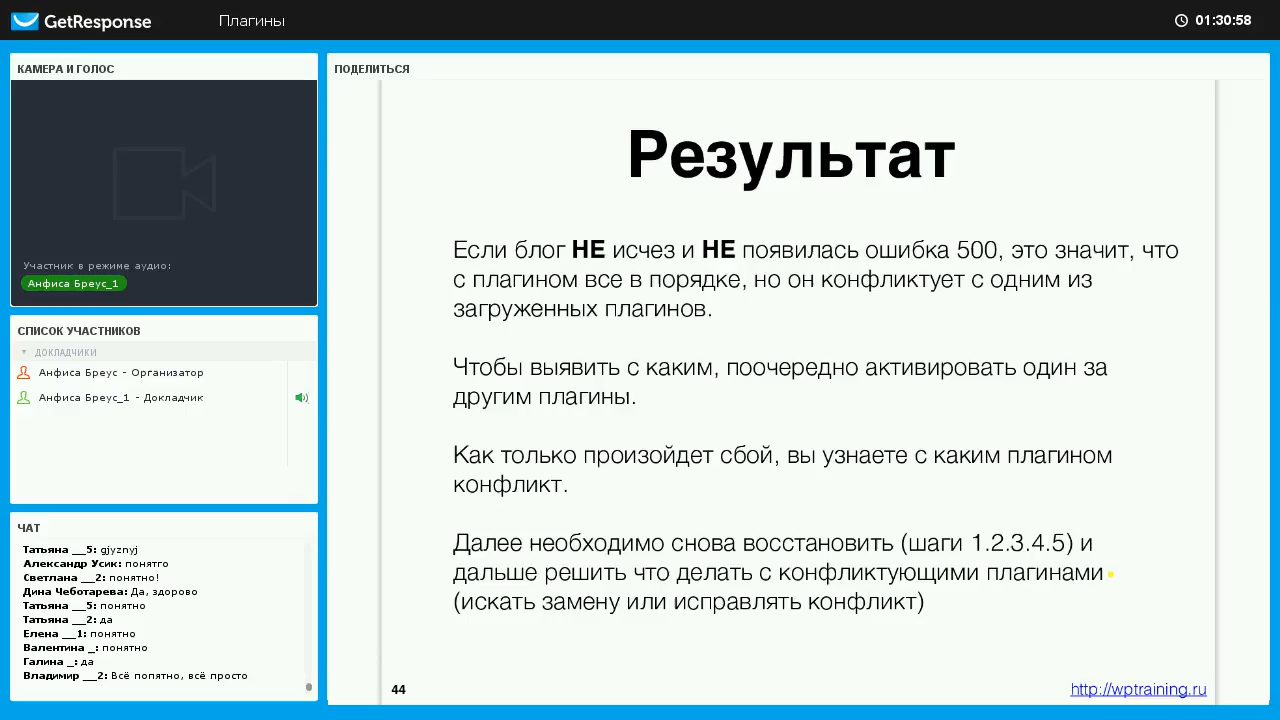 GetResponse
Плагины
01:30:58
КАМЕРА И ГОЛОС
Участник в режиме аудио:
Анфиса Бреус_1
СПИСОК УЧАСТНИКОВ
ДОКЛАДЧИКИ
Анфиса Бреус - Организатор
Анфиса Бреус_1 - Докладчик
ЧАТ
Татьяна __5: gjyznyj
Александр Усик: понятго
Светлана __2: понятно!
Дина Чеботарева: Да, здорово
Татьяна __5: понятно
Татьяна __2: да
Елена __1: понятно
Валентина _: понятно
Галина _: да
Владимир __2: Всё попятно, всё просто
ПОДЕЛИТЬСЯ
Результат
Если блог НЕ исчез и НЕ появилась ошибка 500, это значит, что
с плагином все в порядке, но он конфликтует с одним из
загруженных плагинов.
Чтобы выявить с каким, поочередно активировать один за
другим плагины.
Как только произойдет сбой, вы узнаете с каким плагином
конфликт.
Далее необходимо снова восстановить (шаги 1.2.3.4.5) и
дальше решить что делать с конфликтующими плагинами
(искать замену или исправлять конфликт)
44
http://wptraining.ru